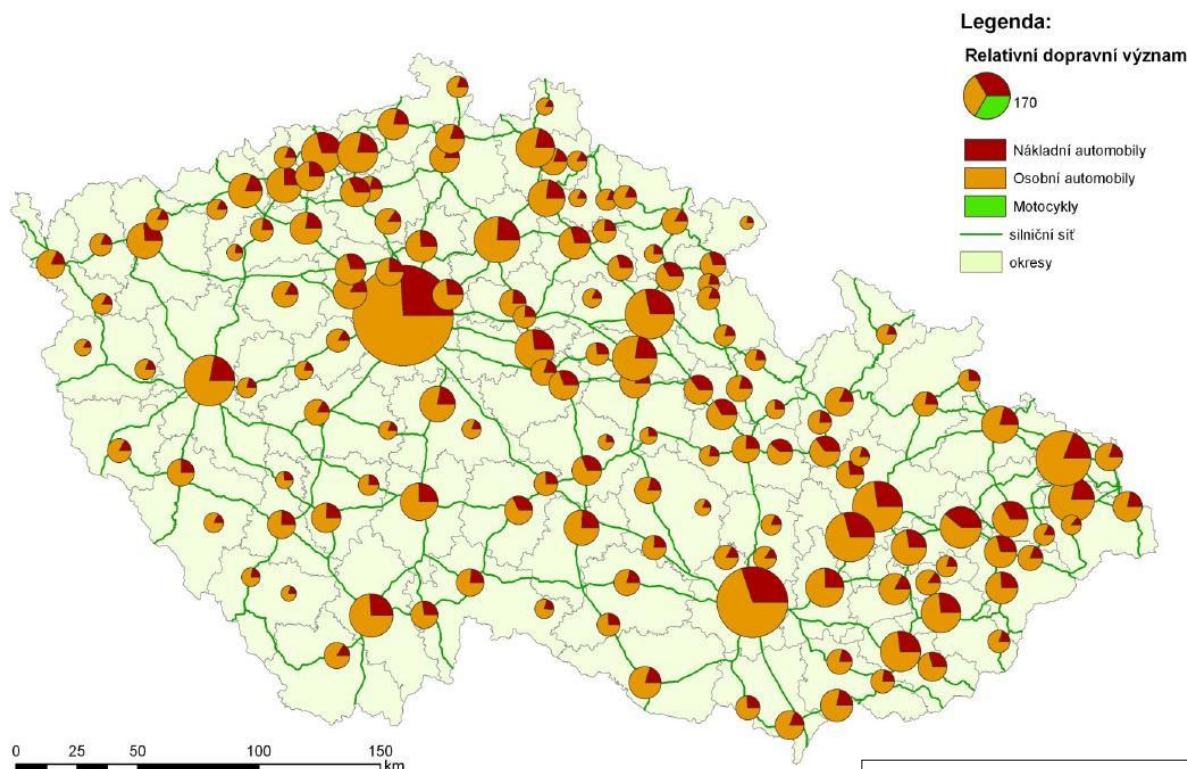 Legenda:
Relativní dopravní význam
170
Nákladní automobily
Osobní automobily
Motocykly
silniční síť
okresy
0 25 50 100 150
km